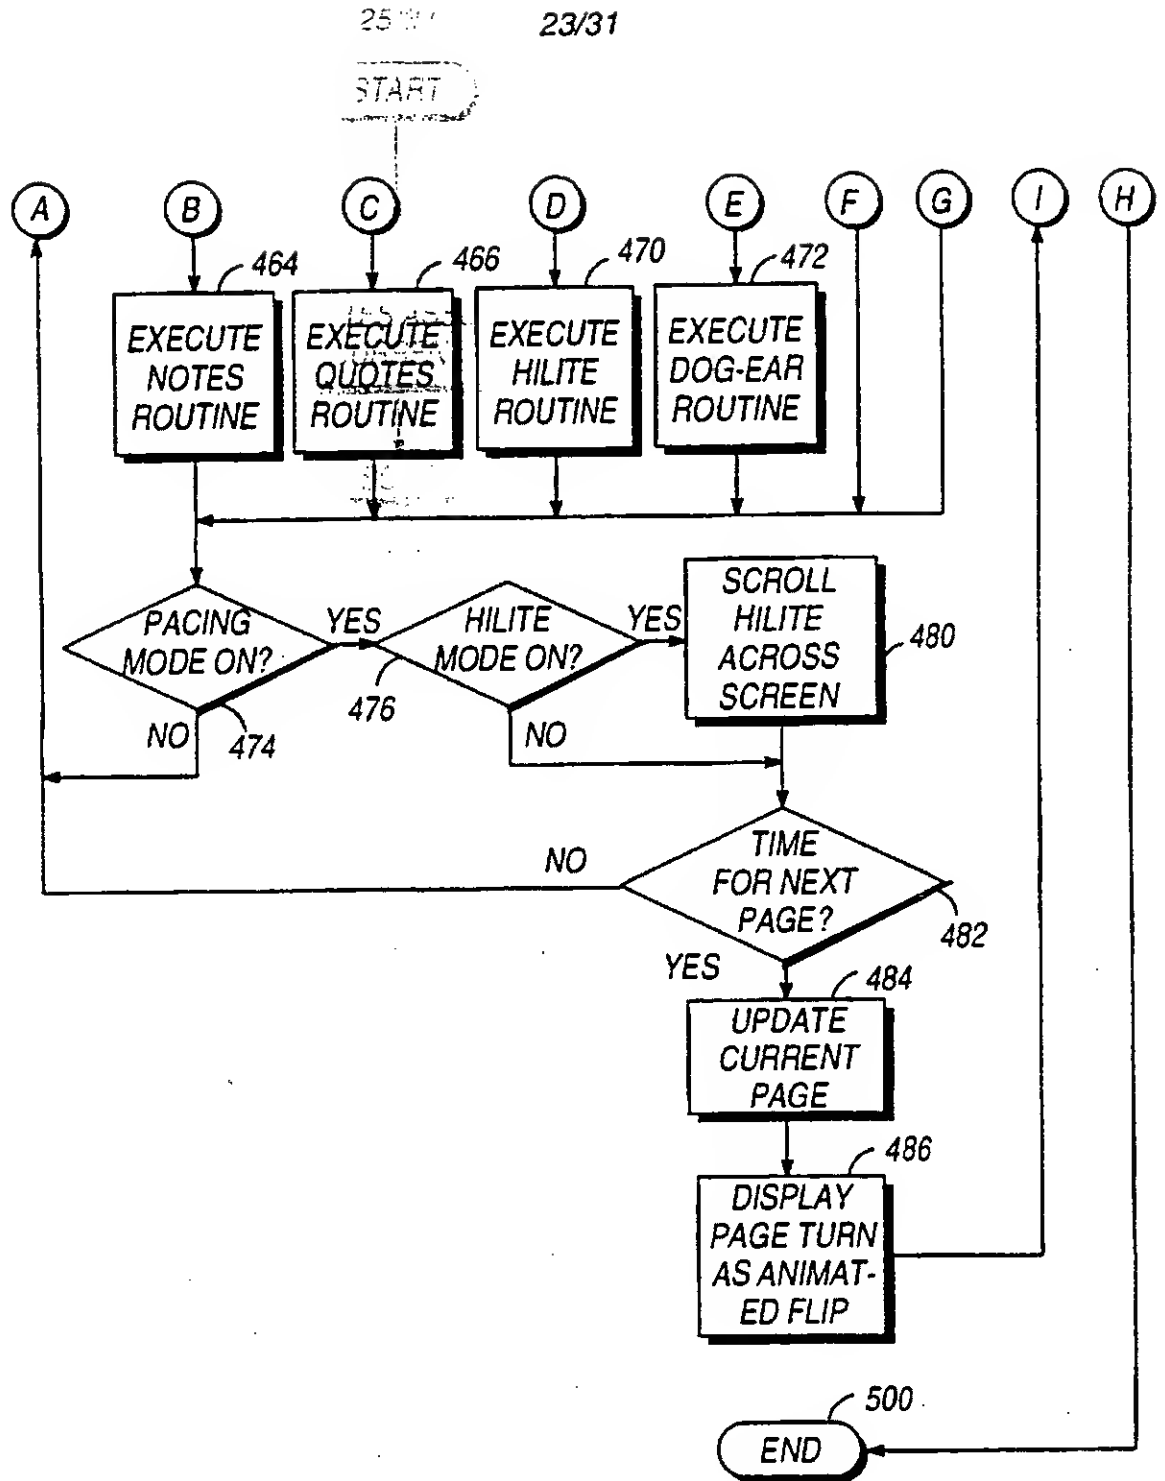 23/31
START
A
B
C
D
E
F
G
I
H
464
466
470
472
EXECUTE
NOTES
ROUTINE
EXECUTE
QUOTES
ROUTINE
EXECUTE
HILITE
ROUTINE
EXECUTE
DOG-EAR
ROUTINE
PACING
MODE ON?
YES
NO
474
HILITE
MODE ON?
YES
NO
476
SCROLL
HILITE
ACROSS
SCREEN
480
TIME
FOR NEXT
PAGE?
NO
482
YES
484
UPDATE
CURRENT
PAGE
486
DISPLAY
PAGE TURN
AS ANIMAT-
ED FLIP
500
END